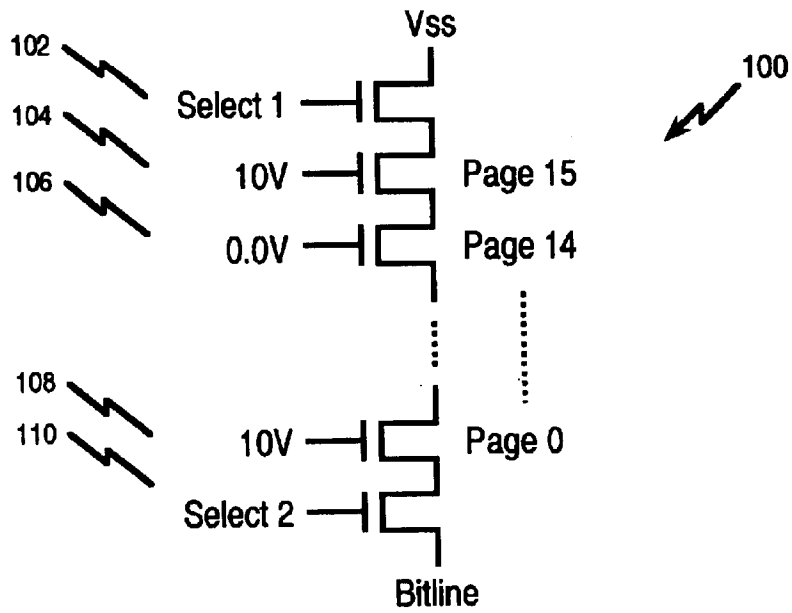 Vss
102
100
Select 1
104
10V
Page 15
106
0.0V
Page 14
108
10V
Page 0
110
Select 2
Bitline